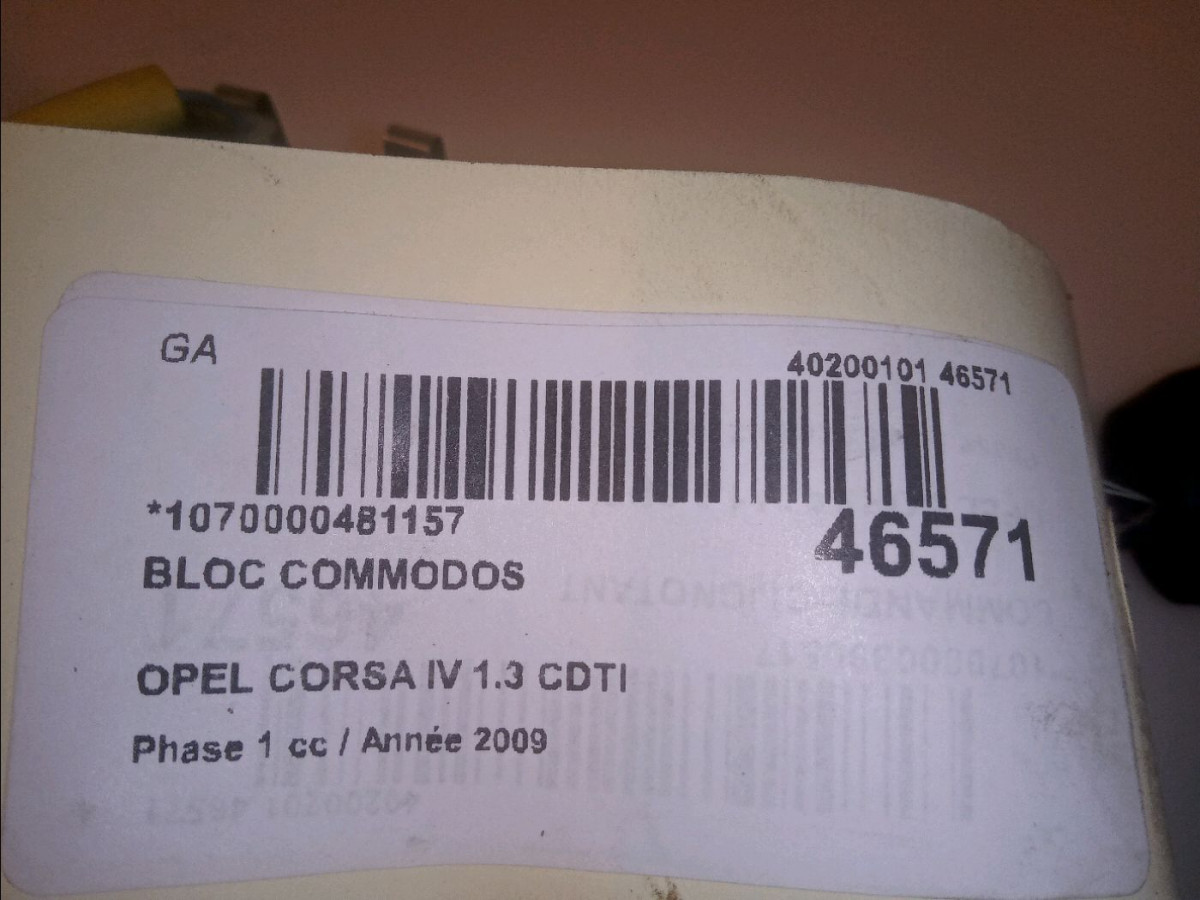 GA
40200101 46571
*1070000481157
46571
BLOC COMMODOS
OPEL CORSA IV 1.3 CDTI
Phase 1 cc / Année 2009